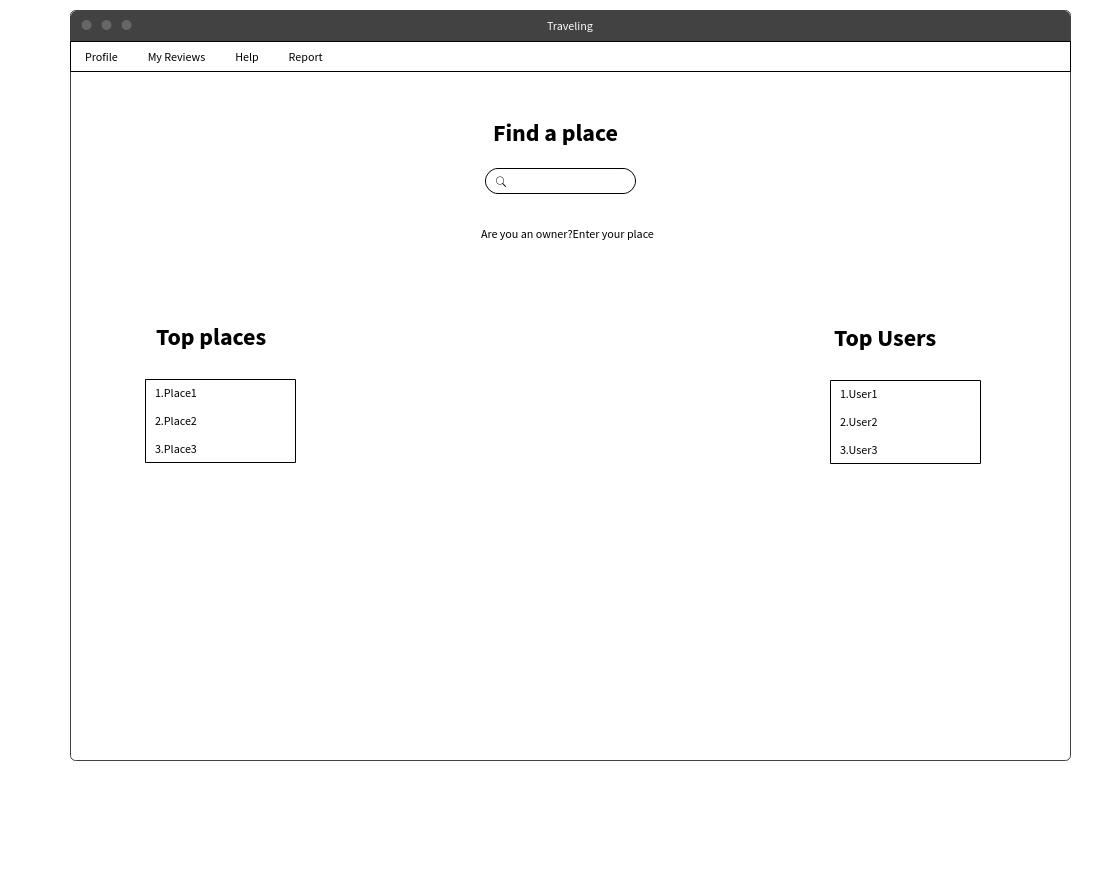 Traveling
Profile My Reviews Help Report
Find a place
Are you an owner?Enter your place
Top places
1.Place1
2.Place2
3.Place3
Top Users
1.User1
2.User2
3.User3